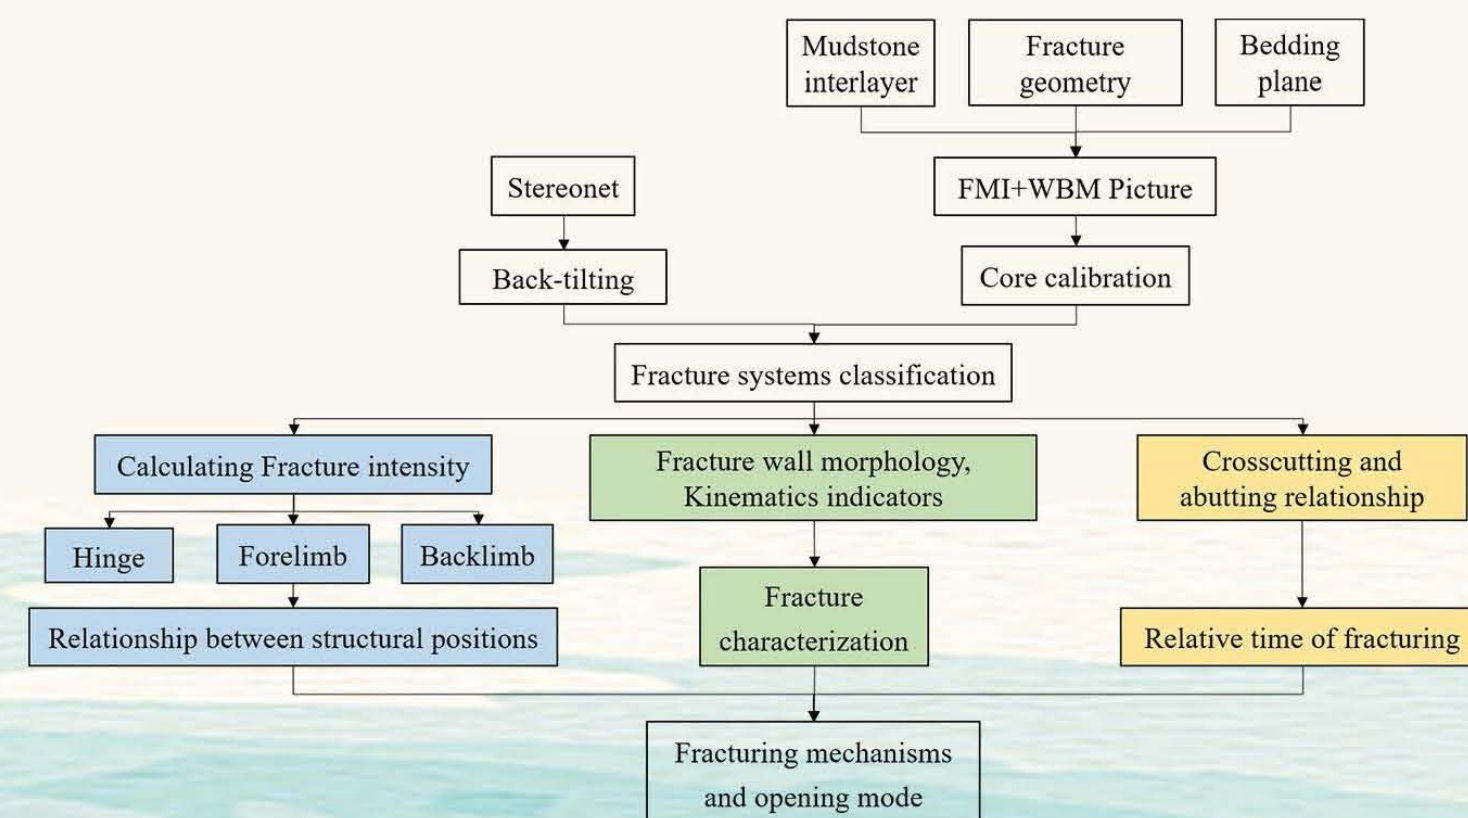 Mudstone
interlayer
Fracture
geometry
Bedding
plane
Stereonet
FMI+WBM Picture
Back-tilting
Core calibration
Fracture systems classification
Calculating Fracture intensity
Fracture wall morphology,
Kinematics indicators
Crosscutting and
abutting relationship
Hinge
Forelimb
Backlimb
Fracture
characterization
Relationship between structural positions
Relative time of fracturing
Fracturing mechanisms
and opening mode